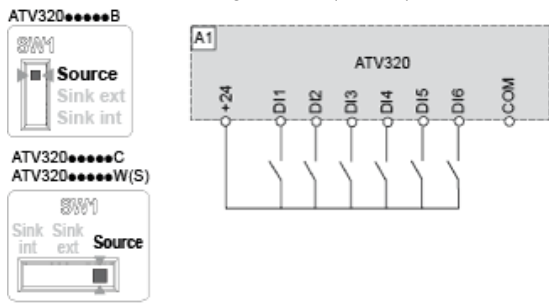 ATV320●●●●●B
SW1
Source
Sink ext
Sink int
ATV320●●●●●C
ATV320●●●●●W(S)
SW1
Sink int
Sink ext
Source
A1
ATV320
+24
DI1
DI2
DI3
DI4
DI5
DI6
COM